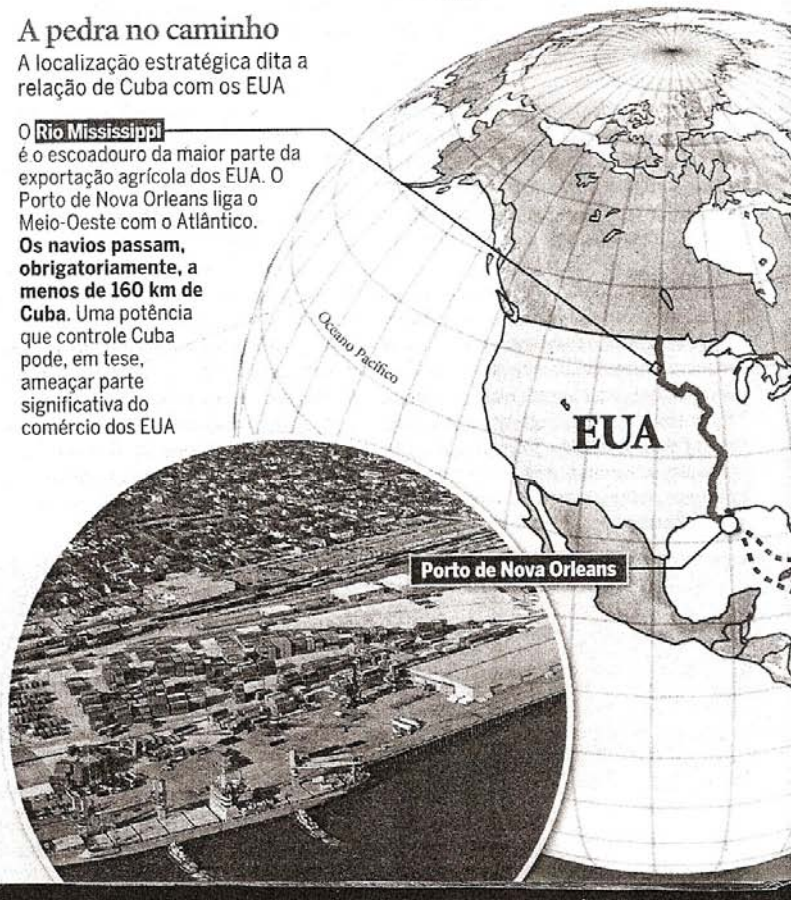 A pedra no caminho
A localização estratégica dita a
relação de Cuba com os EUA
O Rio Mississippi
é o escoadouro da maior parte da
exportação agrícola dos EUA. O
Porto de Nova Orleans liga o
Meio-Oeste com o Atlântico.
Os navios passam,
obrigatoriamente, a
menos de 160 km de
Cuba. Uma potência
que controle Cuba
pode, em tese,
ameaçar parte
significativa do
comércio dos EUA
Oceano Pacífico
EUA
Porto de Nova Orleans